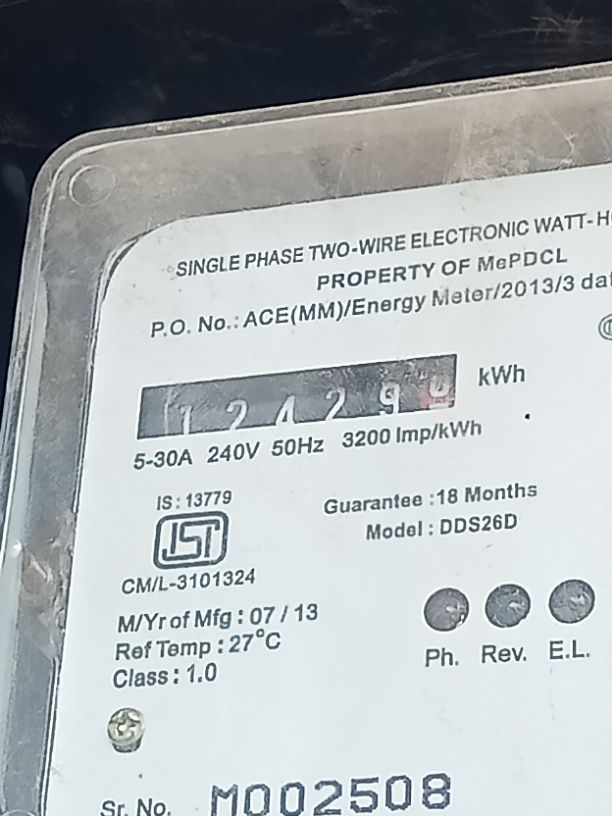 SINGLE PHASE TWO-WIRE ELECTRONIC WATT-H
PROPERTY OF MePDCL
P.O. No.: ACE(MM)/Energy Meter/2013/3 dat
12429 kWh
5-30A 240V 50Hz 3200 Imp/kWh
IS : 13779
Guarantee :18 Months
ISI
Model : DDS26D
CM/L-3101324
M/Yr of Mfg : 07 / 13
Ref Temp : 27°C
Class : 1.0
Ph. Rev. E.L.
Sr. No. M002508